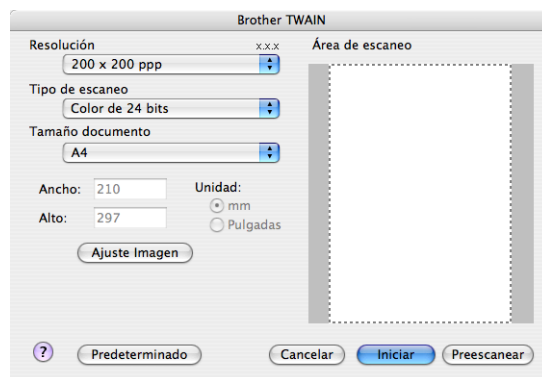 Brother TWAIN
Resolución x.x.x
200 x 200 ppp
Tipo de escaneo
Color de 24 bits
Tamaño documento
A4
Ancho: 210
Alto: 297
Unidad:
mm
Pulgadas
Ajuste Imagen
Área de escaneo
? Predeterminado Cancelar Iniciar Preescanear